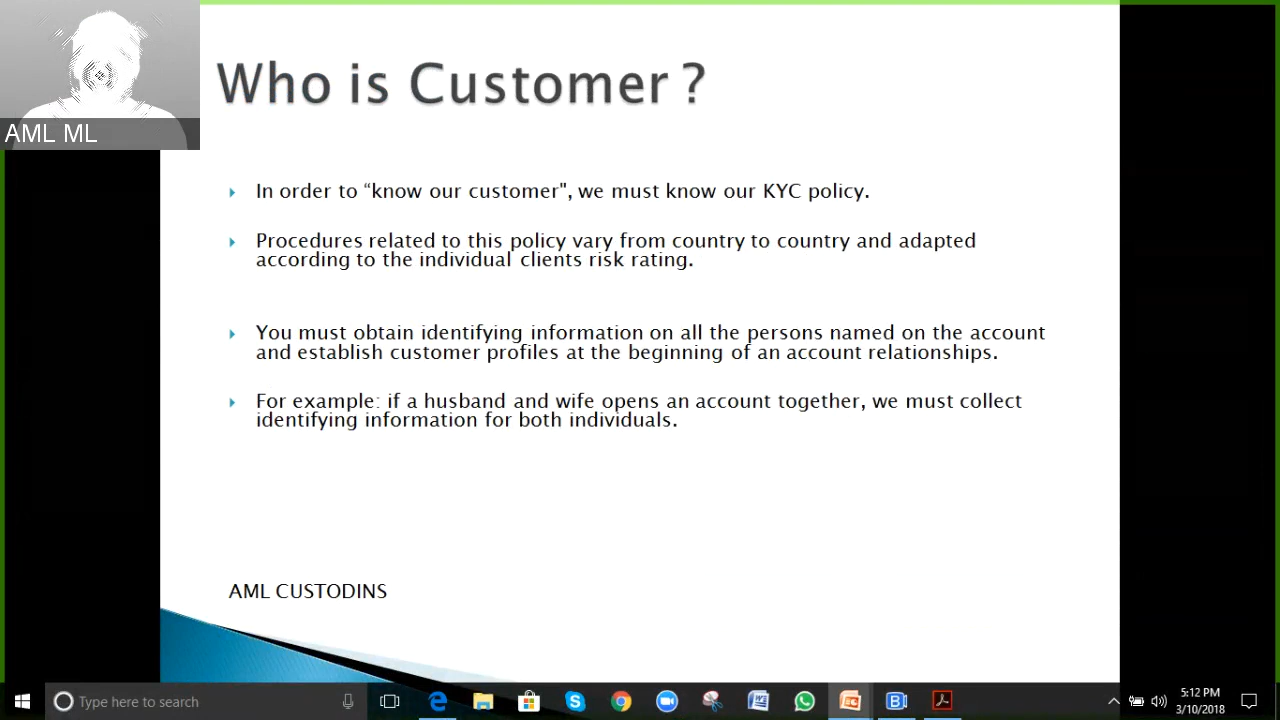 Who is Customer ?
AML ML
In order to “know our customer", we must know our KYC policy.
Procedures related to this policy vary from country to country and adapted
according to the individual clients risk rating.
You must obtain identifying information on all the persons named on the account
and establish customer profiles at the beginning of an account relationships.
For example: if a husband and wife opens an account together, we must collect
identifying information for both individuals.
AML CUSTODINS
Type here to search
5:12 PM
3/10/2018